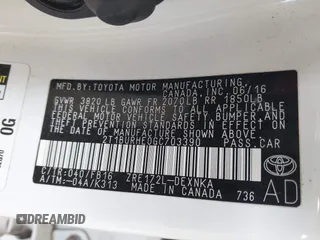 MFD.BY:TOYOTA MOTOR MANUFACTURING
CANADA,INC. 06/16
GVWR 3820 LB GAWR FR 2070LB RR 1850LB
THIS VEHICLE CONFORMS TO ALL APPLICABLE
FEDERAL MOTOR VEHICLE SAFETY, BUMPER, AND
THEFT PREVENTION STANDARDS IN EFFECT ON
THE DATE OF MANUFACTURE SHOWN ABOVE.
2T1BURHE0GC703390 PASS.CAR
C/TR:040/FB16 ZRE172L-DEXNKA
A/TM:-04A/K313 MADE IN CANADA 736
AD
OG
DREAMBID